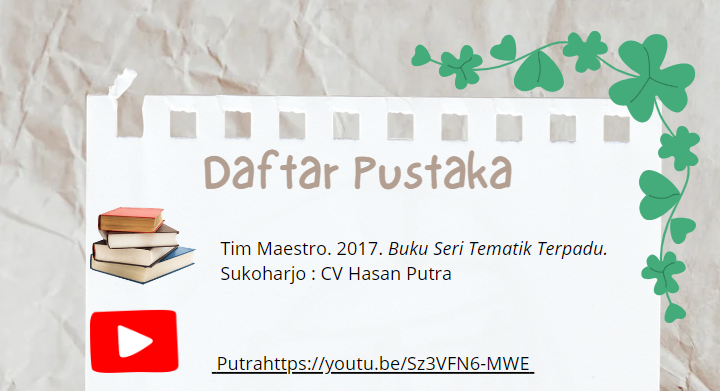 Daftar Pustaka
Tim Maestro. 2017. Buku Seri Tematik Terpadu.
Sukoharjo : CV Hasan Putra
Putrahttps://youtu.be/Sz3VFN6-MWE